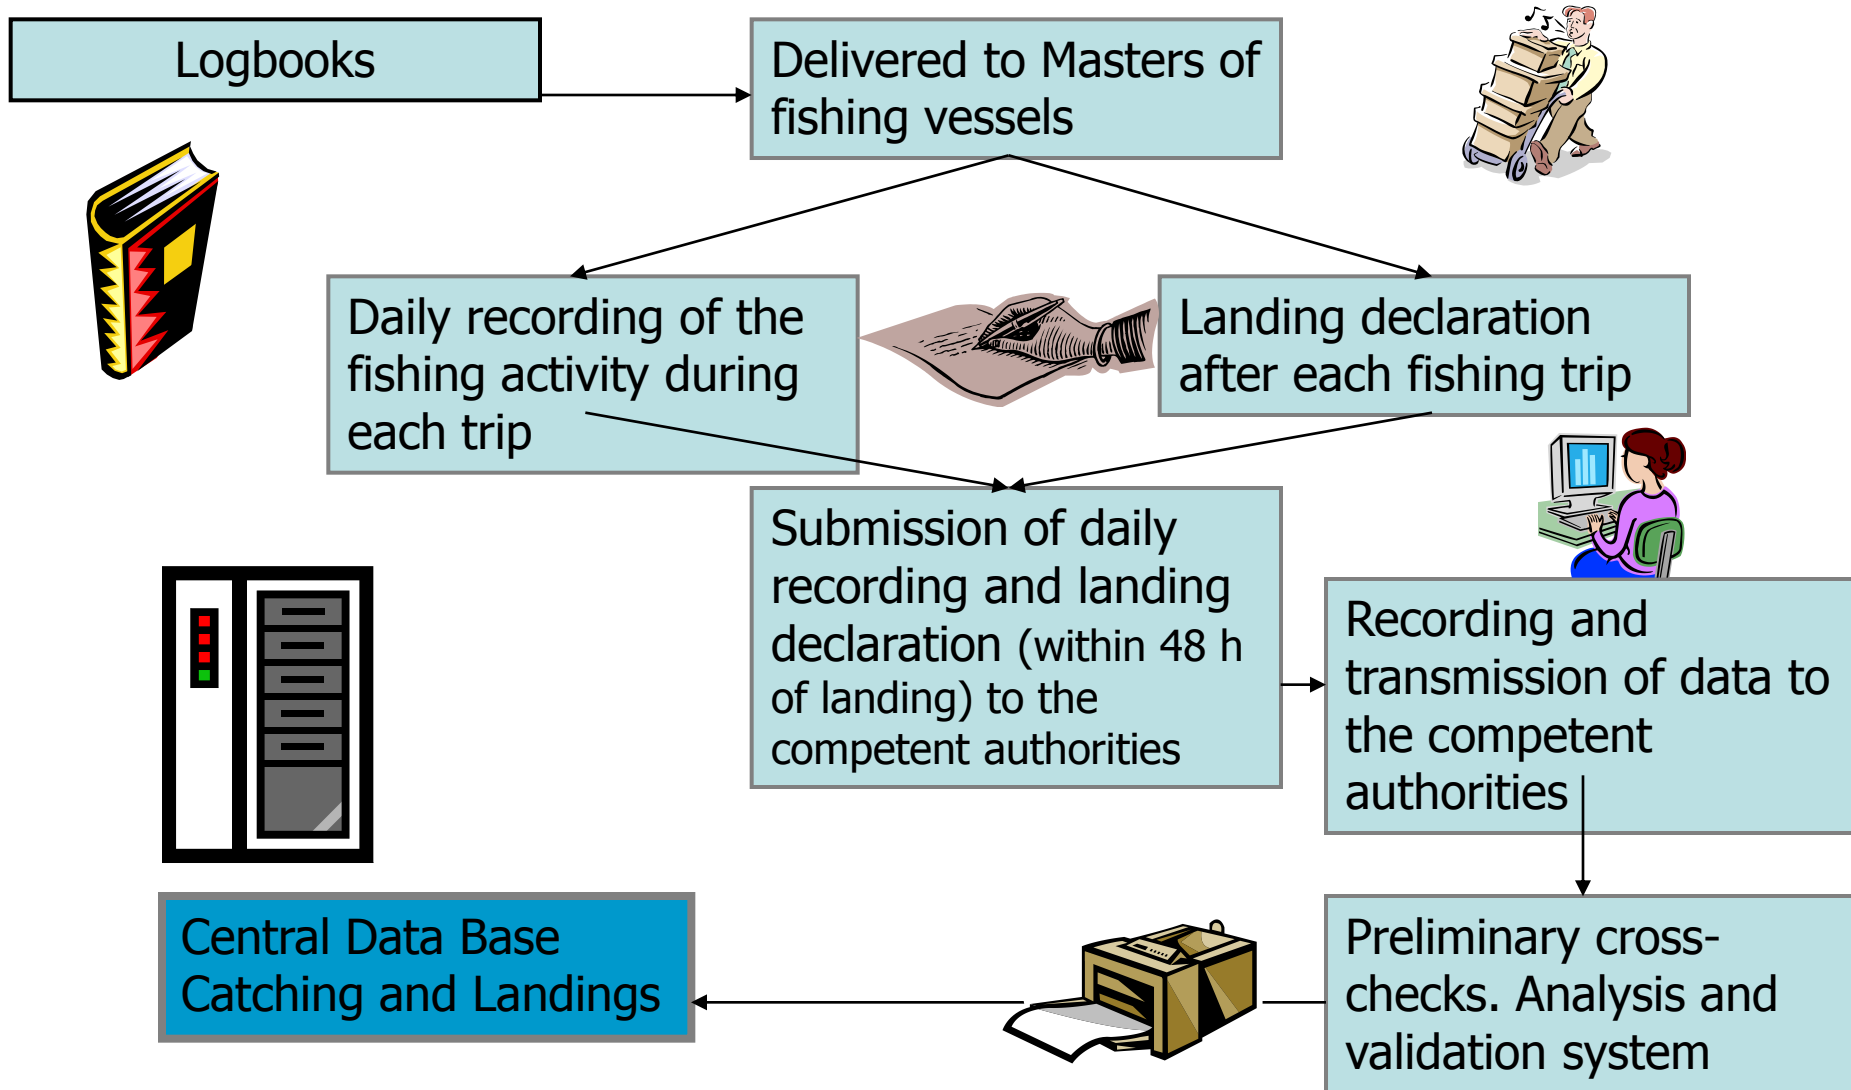 Logbooks
Delivered to Masters of
fishing vessels
Daily recording of the
fishing activity during
each trip
Landing declaration
after each fishing trip
Submission of daily
recording and landing
declaration (within 48 h
of landing) to the
competent authorities
Recording and
transmission of data to
the competent
authorities
Preliminary cross-
checks. Analysis and
validation system
Central Data Base
Catching and Landings